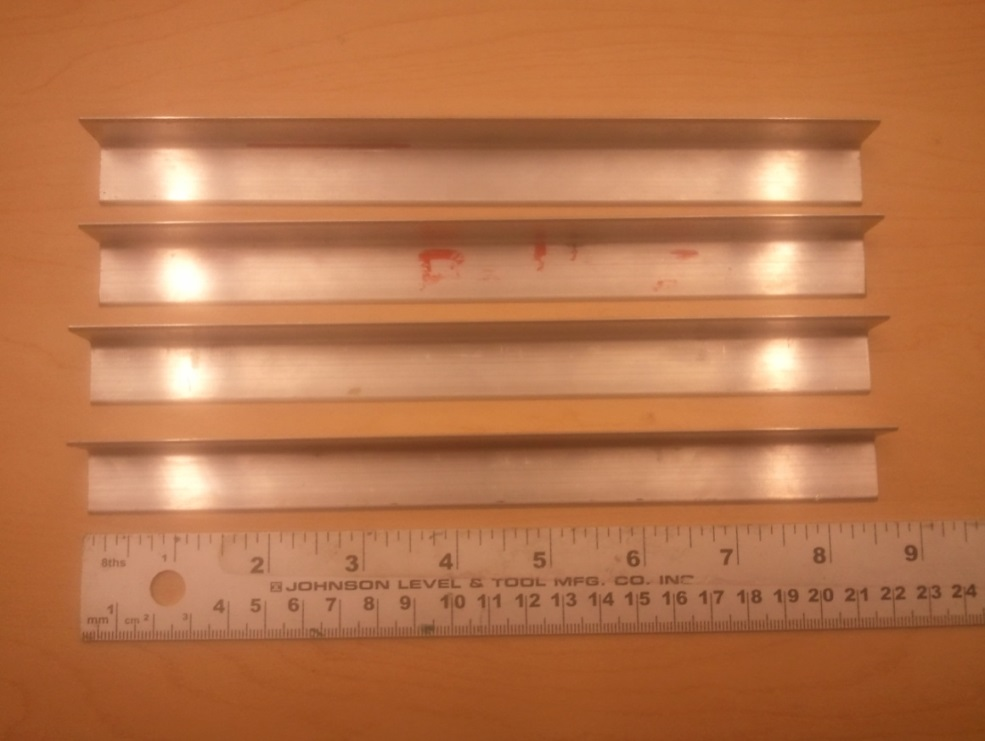 8ths 1 2 3 4 5 6 7 8 9
JOHNSON LEVEL & TOOL MFG. CO. INC
mm 1 cm 2 3 4 5 6 7 8 9 10 11 12 13 14 15 16 17 18 19 20 21 22 23 24